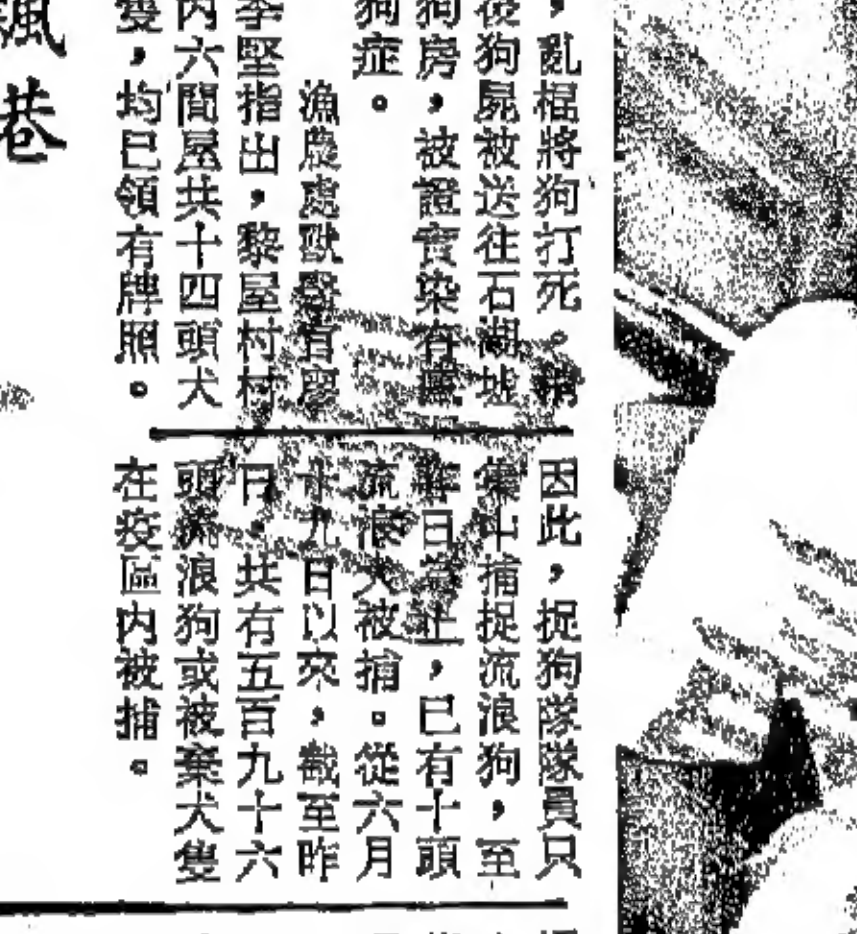 ，亂棍將狗打死。稍
後狗屍被送往石湖墟
狗房，被證實染有瘋
狗症。
漁農處獸醫官廖
季堅指出，黎屋村村
內六間屋共十四頭犬
隻，均已領有牌照。
因此，捉狗隊隊員只
集中捕捉流浪狗，至
昨日為止，已有十頭
流浪犬被捕。從六月
十九日以來，截至昨
日，共有五百九十六
頭流浪狗或被棄犬隻
在疫區內被捕。
巷